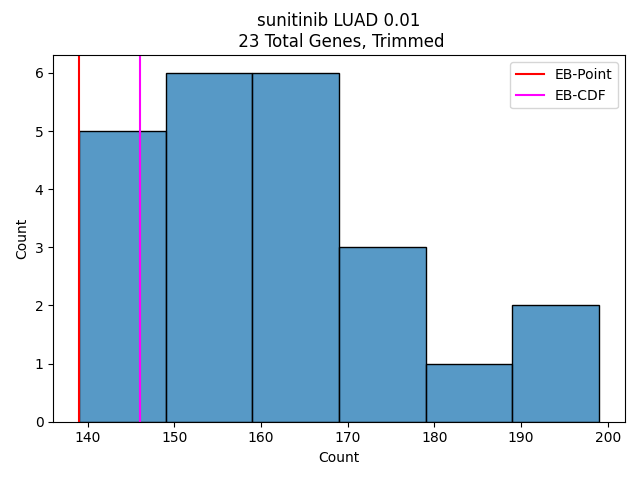 sunitinib LUAD 0.01
23 Total Genes, Trimmed
EB-Point
EB-CDF
Count
6
5
4
3
2
1
0
140 150 160 170 180 190 200
Count